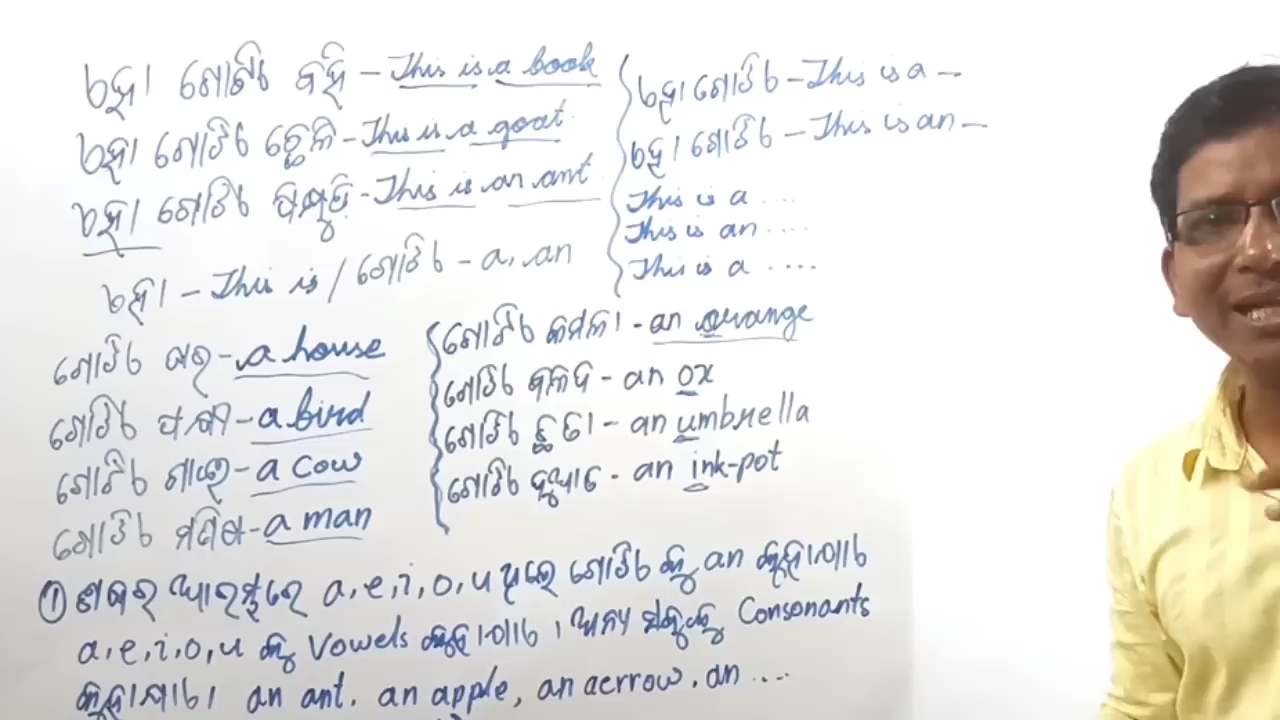 ଏହା ଗୋଟିଏ ବହି – This is a book
ଏହା ଗୋଟିଏ ଛେଳି – This is a goat
ଏହା ଗୋଟିଏ ପିମ୍ପୁଡ଼ି – This is an ant
ଏହା – This is / ଗୋଟିଏ – a, an
ଏହା ଗୋଟିଏ – This is a —
ଏହା ଗୋଟିଏ – This is an —
This is a ....
This is an ....
This is a ....
ଗୋଟିଏ ଘର – a house
ଗୋଟିଏ ପକ୍ଷୀ – a bird
ଗୋଟିଏ ଗାଈ – a cow
ଗୋଟିଏ ମଣିଷ – a man
ଗୋଟିଏ କମଳା – an orange
ଗୋଟିଏ ବଳଦ – an ox
ଗୋଟିଏ ଛତା – an umbrella
ଗୋଟିଏ ଦୁଆତ – an ink-pot
① ଶବ୍ଦର ଆରମ୍ଭରେ a, e, i, o, u ଥିଲେ ଗୋଟିଏ କୁ an କୁହାଯାଏ
a, e, i, o, u କୁ Vowels କୁହାଯାଏ । ଅନ୍ୟ ସବୁକୁ Consonants
କୁହାଯାଏ। an ant, an apple, an aerrow, an ....